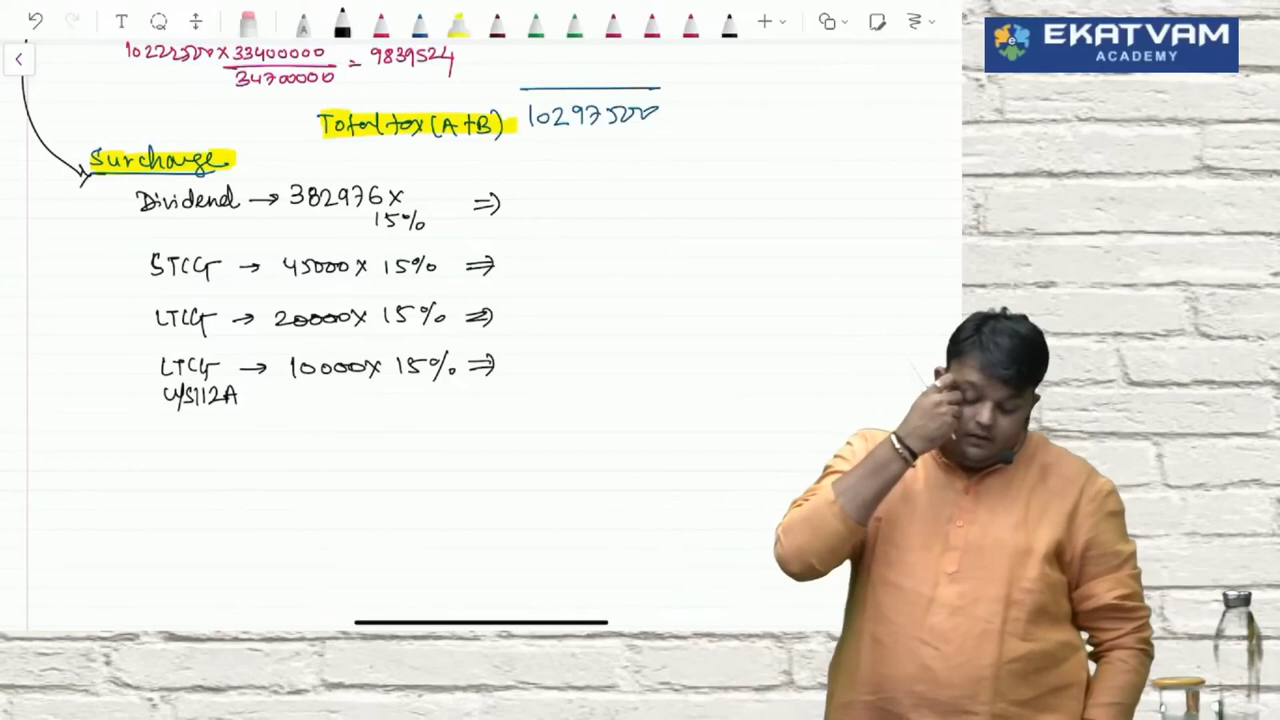 EKATVAM
ACADEMY
10222500 x 33400000 = 9839524
34700000
Total tax (A+B) 10297500
Surcharge
Dividend → 382976 x ⇒
15%
STCG → 45000 x 15% ⇒
LTCG → 20000 x 15% ⇒
LTCG → 10000 x 15% ⇒
U/S 112A